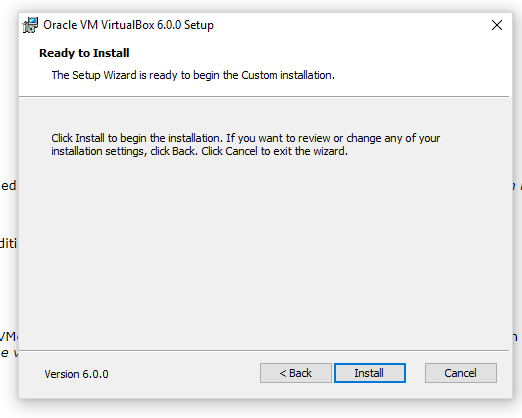 Oracle VM VirtualBox 6.0.0 Setup
Ready to Install
The Setup Wizard is ready to begin the Custom installation.
Click Install to begin the installation. If you want to review or change any of your
installation settings, click Back. Click Cancel to exit the wizard.
ed
diti
VM
e
Version 6.0.0
< Back
Install
Cancel